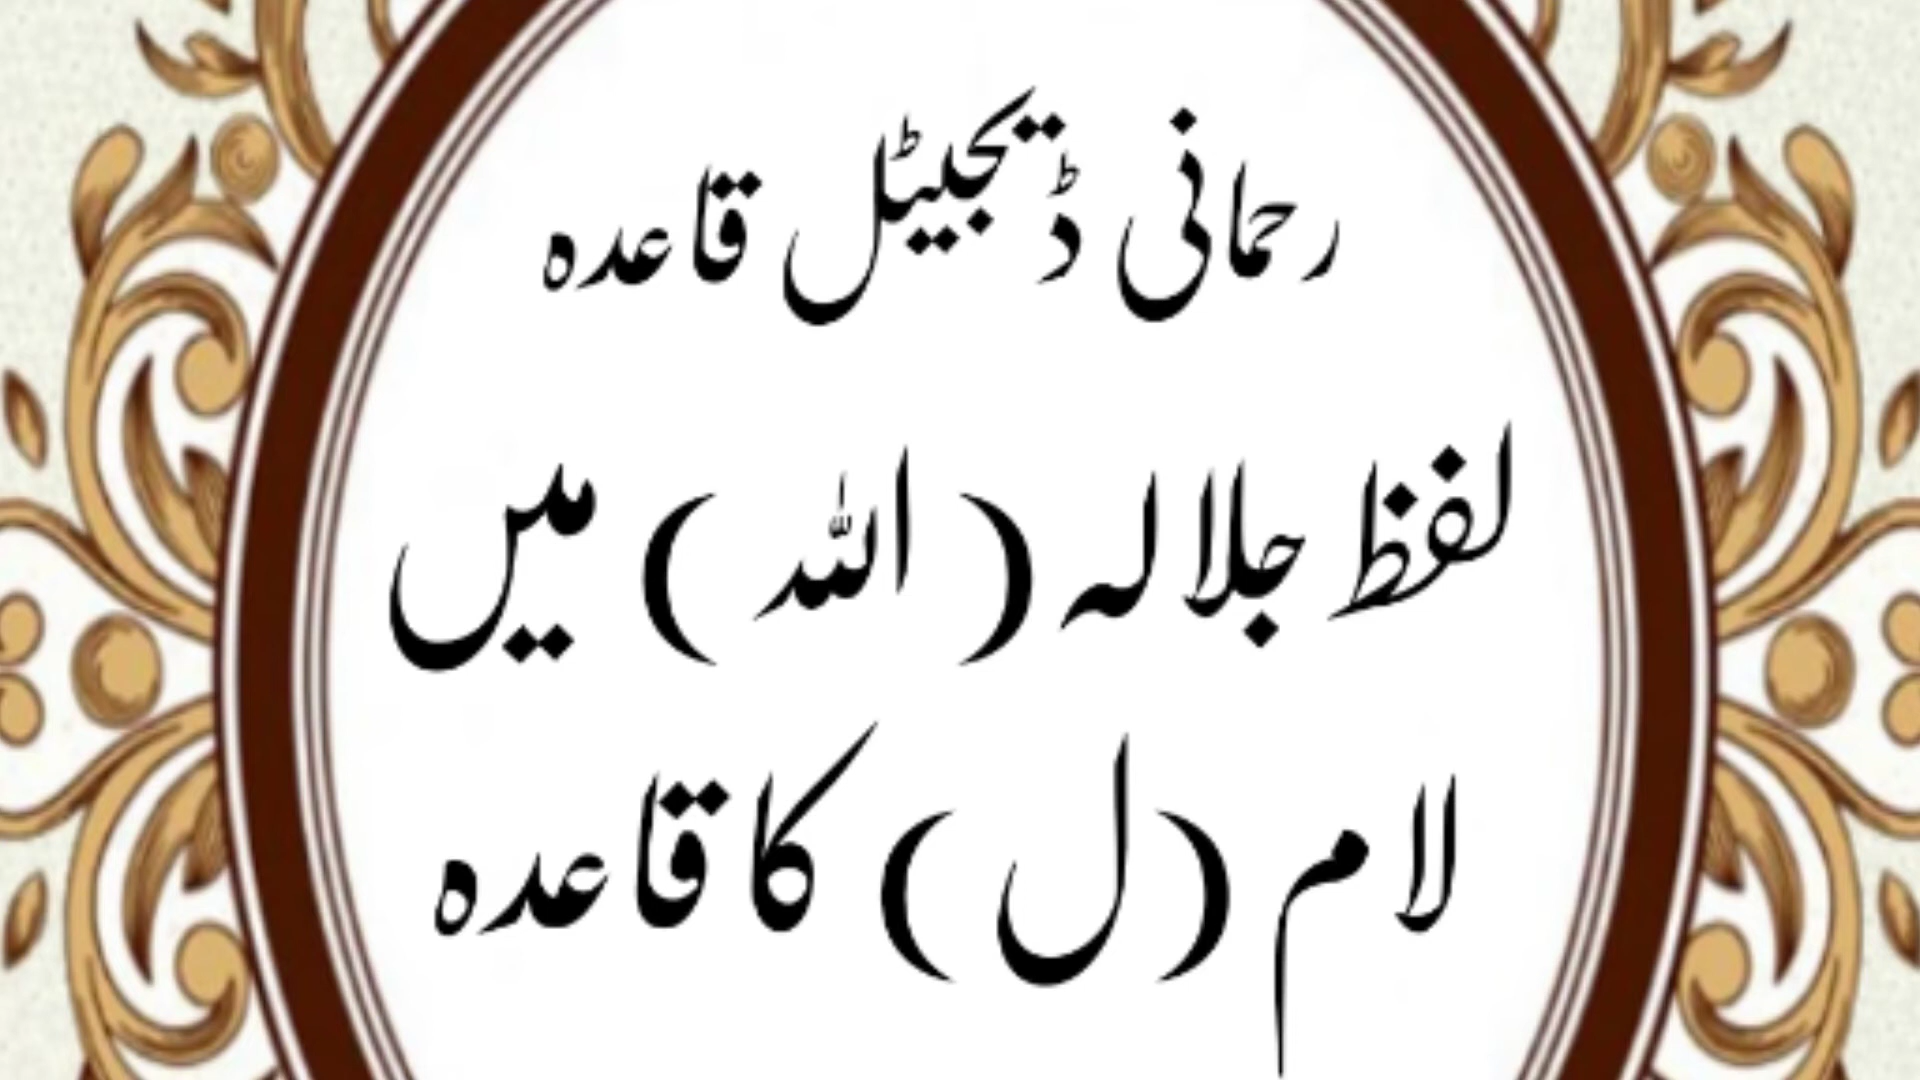 رحمانی ڈیجیٹل قاعدہ
لفظ جلالہ ( اللہ ) میں
لام ( ل ) کا قاعدہ